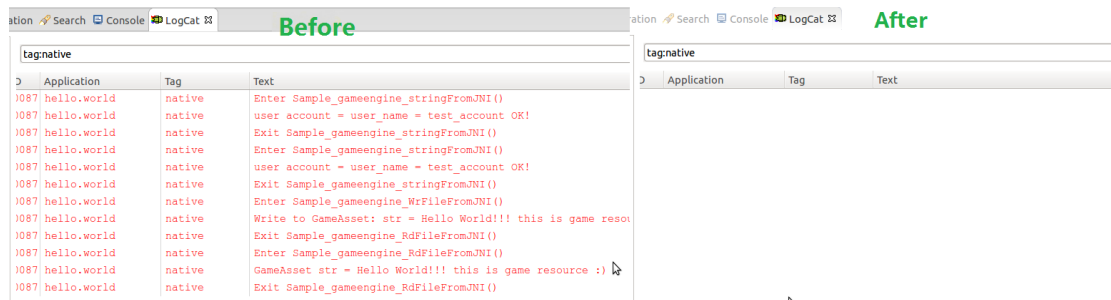 ation Search Console LogCat
Before
tag:native
D Application Tag Text
0087 hello.world native Enter Sample_gameengine_stringFromJNI()
0087 hello.world native user account = user_name = test_account OK!
0087 hello.world native Exit Sample_gameengine_stringFromJNI()
0087 hello.world native Enter Sample_gameengine_stringFromJNI()
0087 hello.world native user account = user_name = test_account OK!
0087 hello.world native Exit Sample_gameengine_stringFromJNI()
0087 hello.world native Enter Sample_gameengine_WrFileFromJNI()
0087 hello.world native Write to GameAsset: str = Hello World!!! this is game resou
0087 hello.world native Exit Sample_gameengine_RdFileFromJNI()
0087 hello.world native Enter Sample_gameengine_RdFileFromJNI()
0087 hello.world native GameAsset str = Hello World!!! this is game resource :)
0087 hello.world native Exit Sample_gameengine_RdFileFromJNI()
ation Search Console LogCat
After
tag:native
D Application Tag Text